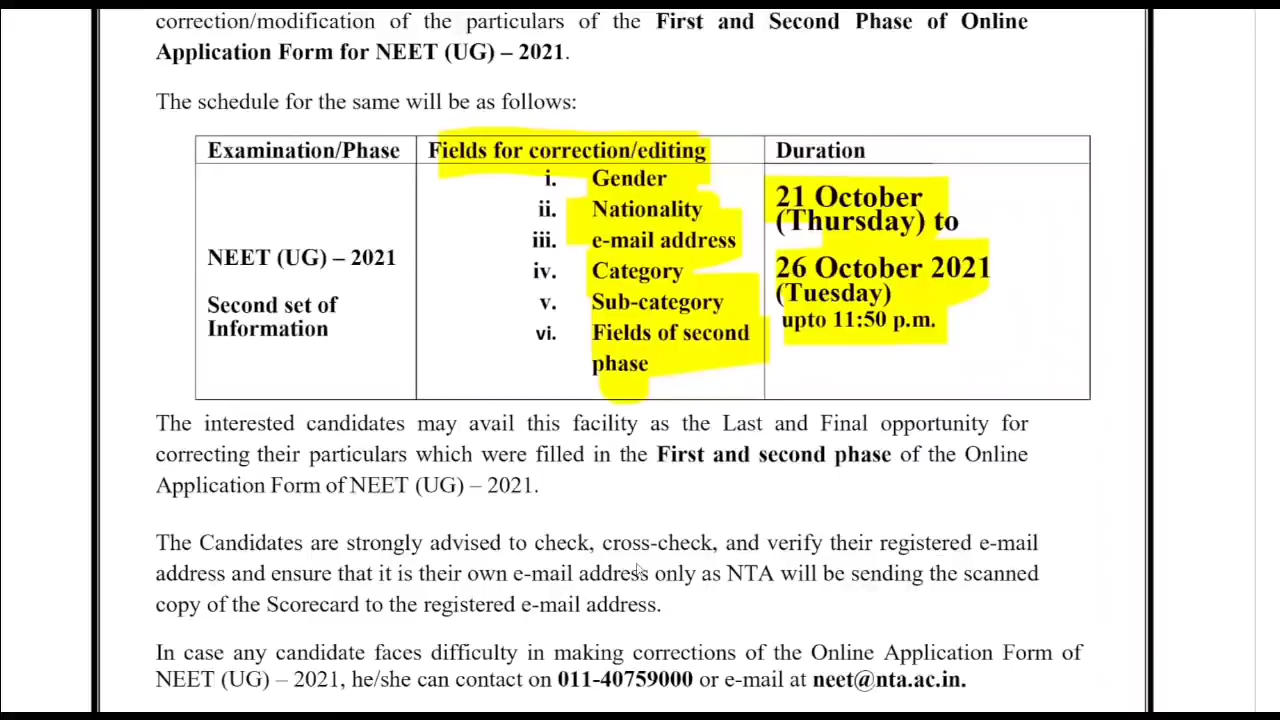 correction/modification of the particulars of the First and Second Phase of Online
Application Form for NEET (UG) – 2021.
The schedule for the same will be as follows:
Examination/Phase
Fields for correction/editing
Duration
NEET (UG) – 2021
Second set of
Information
i. Gender
ii. Nationality
iii. e-mail address
iv. Category
v. Sub-category
vi. Fields of second
phase
21 October
(Thursday) to
26 October 2021
(Tuesday)
upto 11:50 p.m.
The interested candidates may avail this facility as the Last and Final opportunity for
correcting their particulars which were filled in the First and second phase of the Online
Application Form of NEET (UG) – 2021.
The Candidates are strongly advised to check, cross-check, and verify their registered e-mail
address and ensure that it is their own e-mail address only as NTA will be sending the scanned
copy of the Scorecard to the registered e-mail address.
In case any candidate faces difficulty in making corrections of the Online Application Form of
NEET (UG) – 2021, he/she can contact on 011-40759000 or e-mail at neet@nta.ac.in.